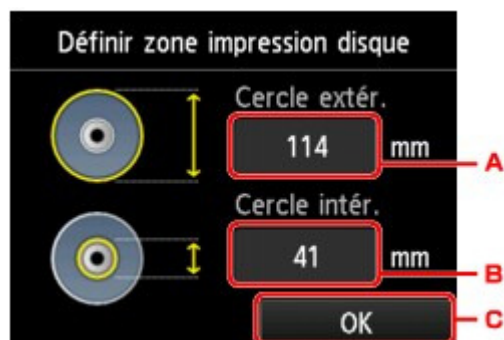 Définir zone impression disque
Cercle extér.
114 mm
A
Cercle intér.
41 mm
B
OK
C